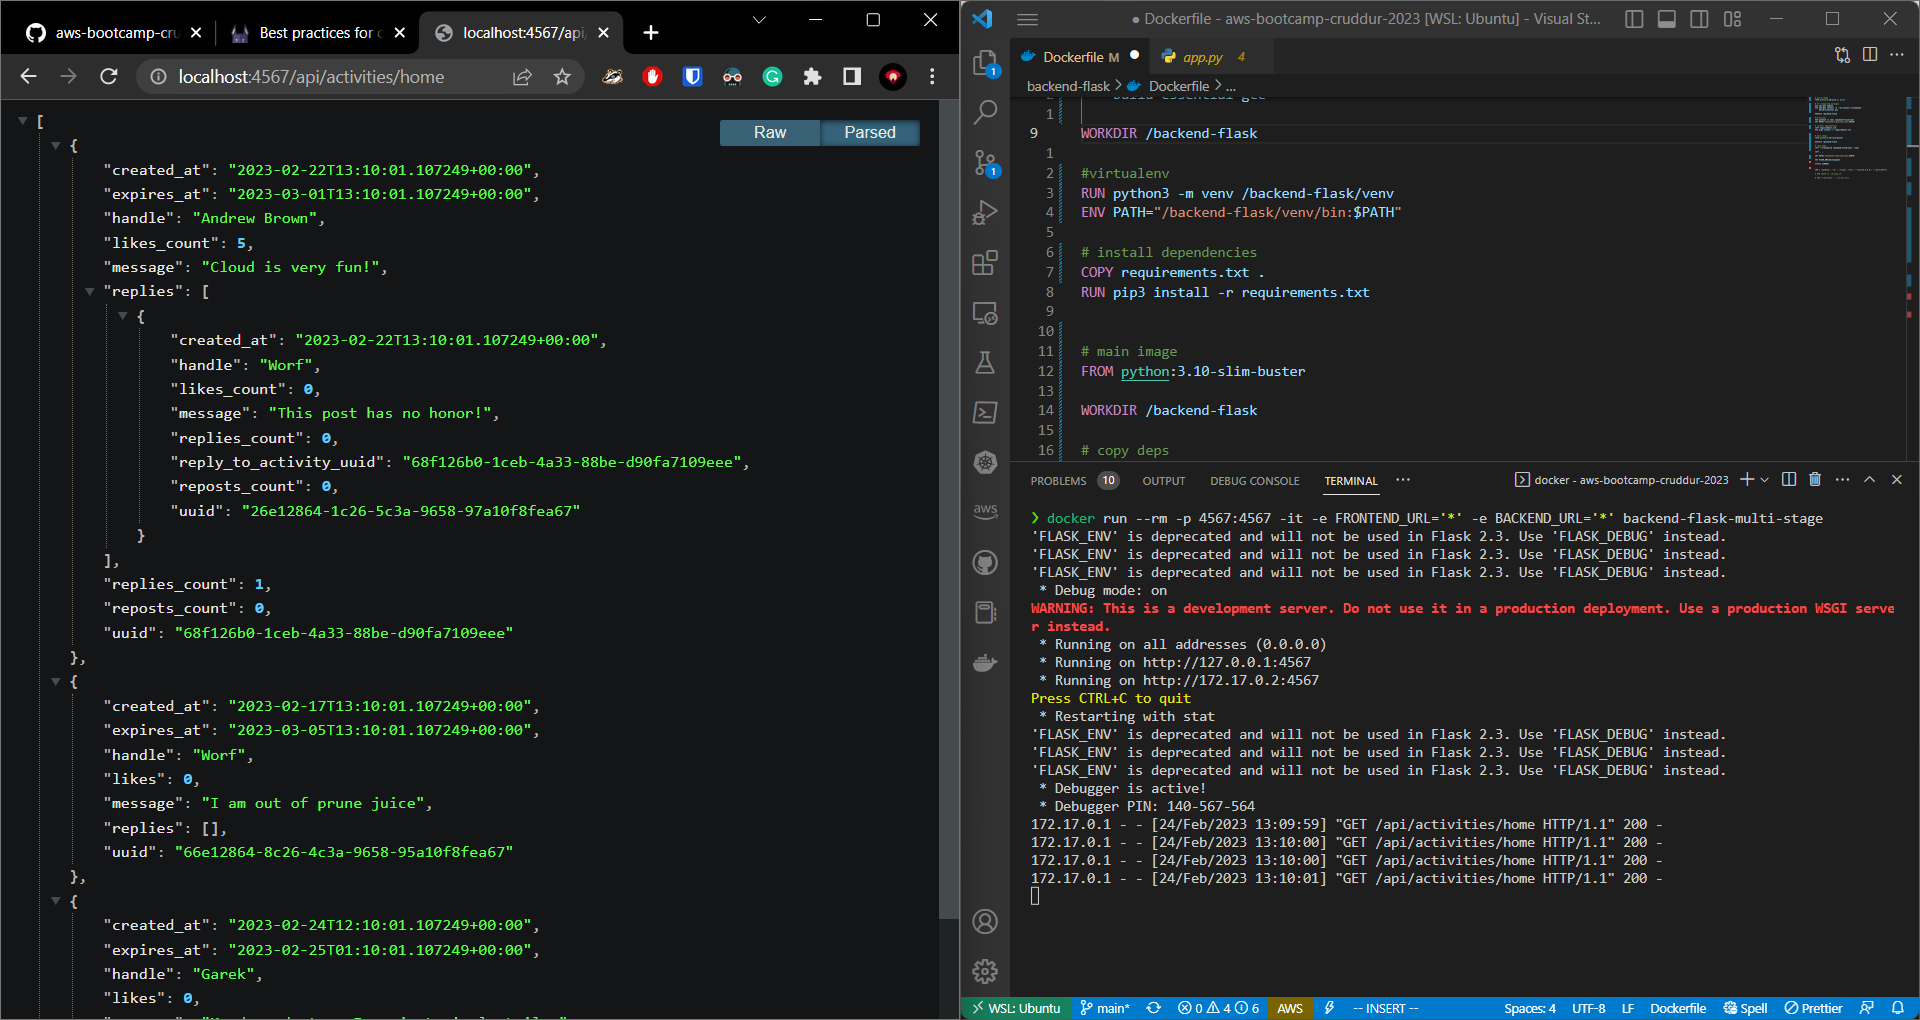 aws-bootcamp-cru
Best practices for c
localhost:4567/api
localhost:4567/api/activities/home
Raw
Parsed
[
{
"created_at": "2023-02-22T13:10:01.107249+00:00",
"expires_at": "2023-03-01T13:10:01.107249+00:00",
"handle": "Andrew Brown",
"likes_count": 5,
"message": "Cloud is very fun!",
"replies": [
{
"created_at": "2023-02-22T13:10:01.107249+00:00",
"handle": "Worf",
"likes_count": 0,
"message": "This post has no honor!",
"replies_count": 0,
"reply_to_activity_uuid": "68f126b0-1ceb-4a33-88be-d90fa7109eee",
"reposts_count": 0,
"uuid": "26e12864-1c26-5c3a-9658-97a10f8fea67"
}
],
"replies_count": 1,
"reposts_count": 0,
"uuid": "68f126b0-1ceb-4a33-88be-d90fa7109eee"
},
{
"created_at": "2023-02-17T13:10:01.107249+00:00",
"expires_at": "2023-03-05T13:10:01.107249+00:00",
"handle": "Worf",
"likes": 0,
"message": "I am out of prune juice",
"replies": [],
"uuid": "66e12864-8c26-4c3a-9658-95a10f8fea67"
},
{
"created_at": "2023-02-24T12:10:01.107249+00:00",
"expires_at": "2023-02-25T01:10:01.107249+00:00",
"handle": "Garek",
"likes": 0,
● Dockerfile - aws-bootcamp-cruddur-2023 [WSL: Ubuntu] - Visual St...
Dockerfile M ●
app.py 4
backend-flask > Dockerfile > ...
2 build-essential gcc
1
9 WORKDIR /backend-flask
1
2 #virtualenv
3 RUN python3 -m venv /backend-flask/venv
4 ENV PATH="/backend-flask/venv/bin:$PATH"
5
6 # install dependencies
7 COPY requirements.txt .
8 RUN pip3 install -r requirements.txt
9
10
11 # main image
12 FROM python:3.10-slim-buster
13
14 WORKDIR /backend-flask
15
16 # copy deps
1
1
aws
PROBLEMS 10 OUTPUT DEBUG CONSOLE TERMINAL ... docker - aws-bootcamp-cruddur-2023
❯ docker run --rm -p 4567:4567 -it -e FRONTEND_URL='*' -e BACKEND_URL='*' backend-flask-multi-stage
'FLASK_ENV' is deprecated and will not be used in Flask 2.3. Use 'FLASK_DEBUG' instead.
'FLASK_ENV' is deprecated and will not be used in Flask 2.3. Use 'FLASK_DEBUG' instead.
'FLASK_ENV' is deprecated and will not be used in Flask 2.3. Use 'FLASK_DEBUG' instead.
* Debug mode: on
WARNING: This is a development server. Do not use it in a production deployment. Use a production WSGI serve
r instead.
* Running on all addresses (0.0.0.0)
* Running on http://127.0.0.1:4567
* Running on http://172.17.0.2:4567
Press CTRL+C to quit
* Restarting with stat
'FLASK_ENV' is deprecated and will not be used in Flask 2.3. Use 'FLASK_DEBUG' instead.
'FLASK_ENV' is deprecated and will not be used in Flask 2.3. Use 'FLASK_DEBUG' instead.
'FLASK_ENV' is deprecated and will not be used in Flask 2.3. Use 'FLASK_DEBUG' instead.
* Debugger is active!
* Debugger PIN: 140-567-564
172.17.0.1 - - [24/Feb/2023 13:09:59] "GET /api/activities/home HTTP/1.1" 200 -
172.17.0.1 - - [24/Feb/2023 13:10:00] "GET /api/activities/home HTTP/1.1" 200 -
172.17.0.1 - - [24/Feb/2023 13:10:00] "GET /api/activities/home HTTP/1.1" 200 -
172.17.0.1 - - [24/Feb/2023 13:10:01] "GET /api/activities/home HTTP/1.1" 200 -
WSL: Ubuntu main* 0 4 6 AWS -- INSERT -- Spaces: 4 UTF-8 LF Dockerfile Spell Prettier